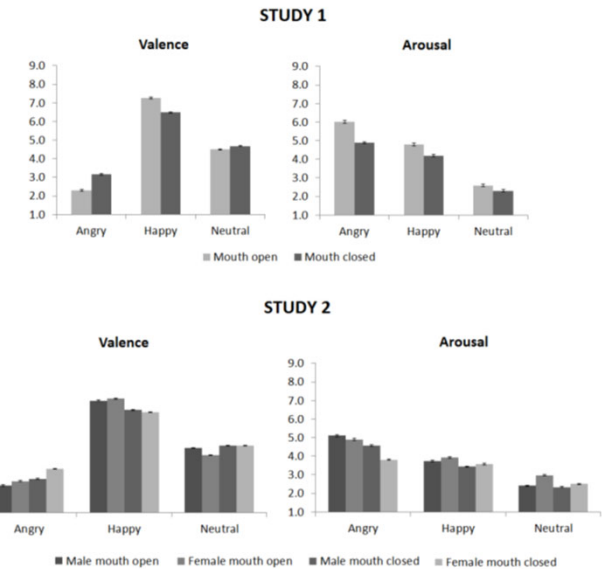 STUDY 1
Valence
9.0
8.0
7.0
6.0
5.0
4.0
3.0
2.0
1.0
Angry Happy Neutral
Arousal
9.0
8.0
7.0
6.0
5.0
4.0
3.0
2.0
1.0
Angry Happy Neutral
Mouth open Mouth closed
STUDY 2
Valence
Angry Happy Neutral
Arousal
9.0
8.0
7.0
6.0
5.0
4.0
3.0
2.0
1.0
Angry Happy Neutral
Male mouth open Female mouth open Male mouth closed Female mouth closed